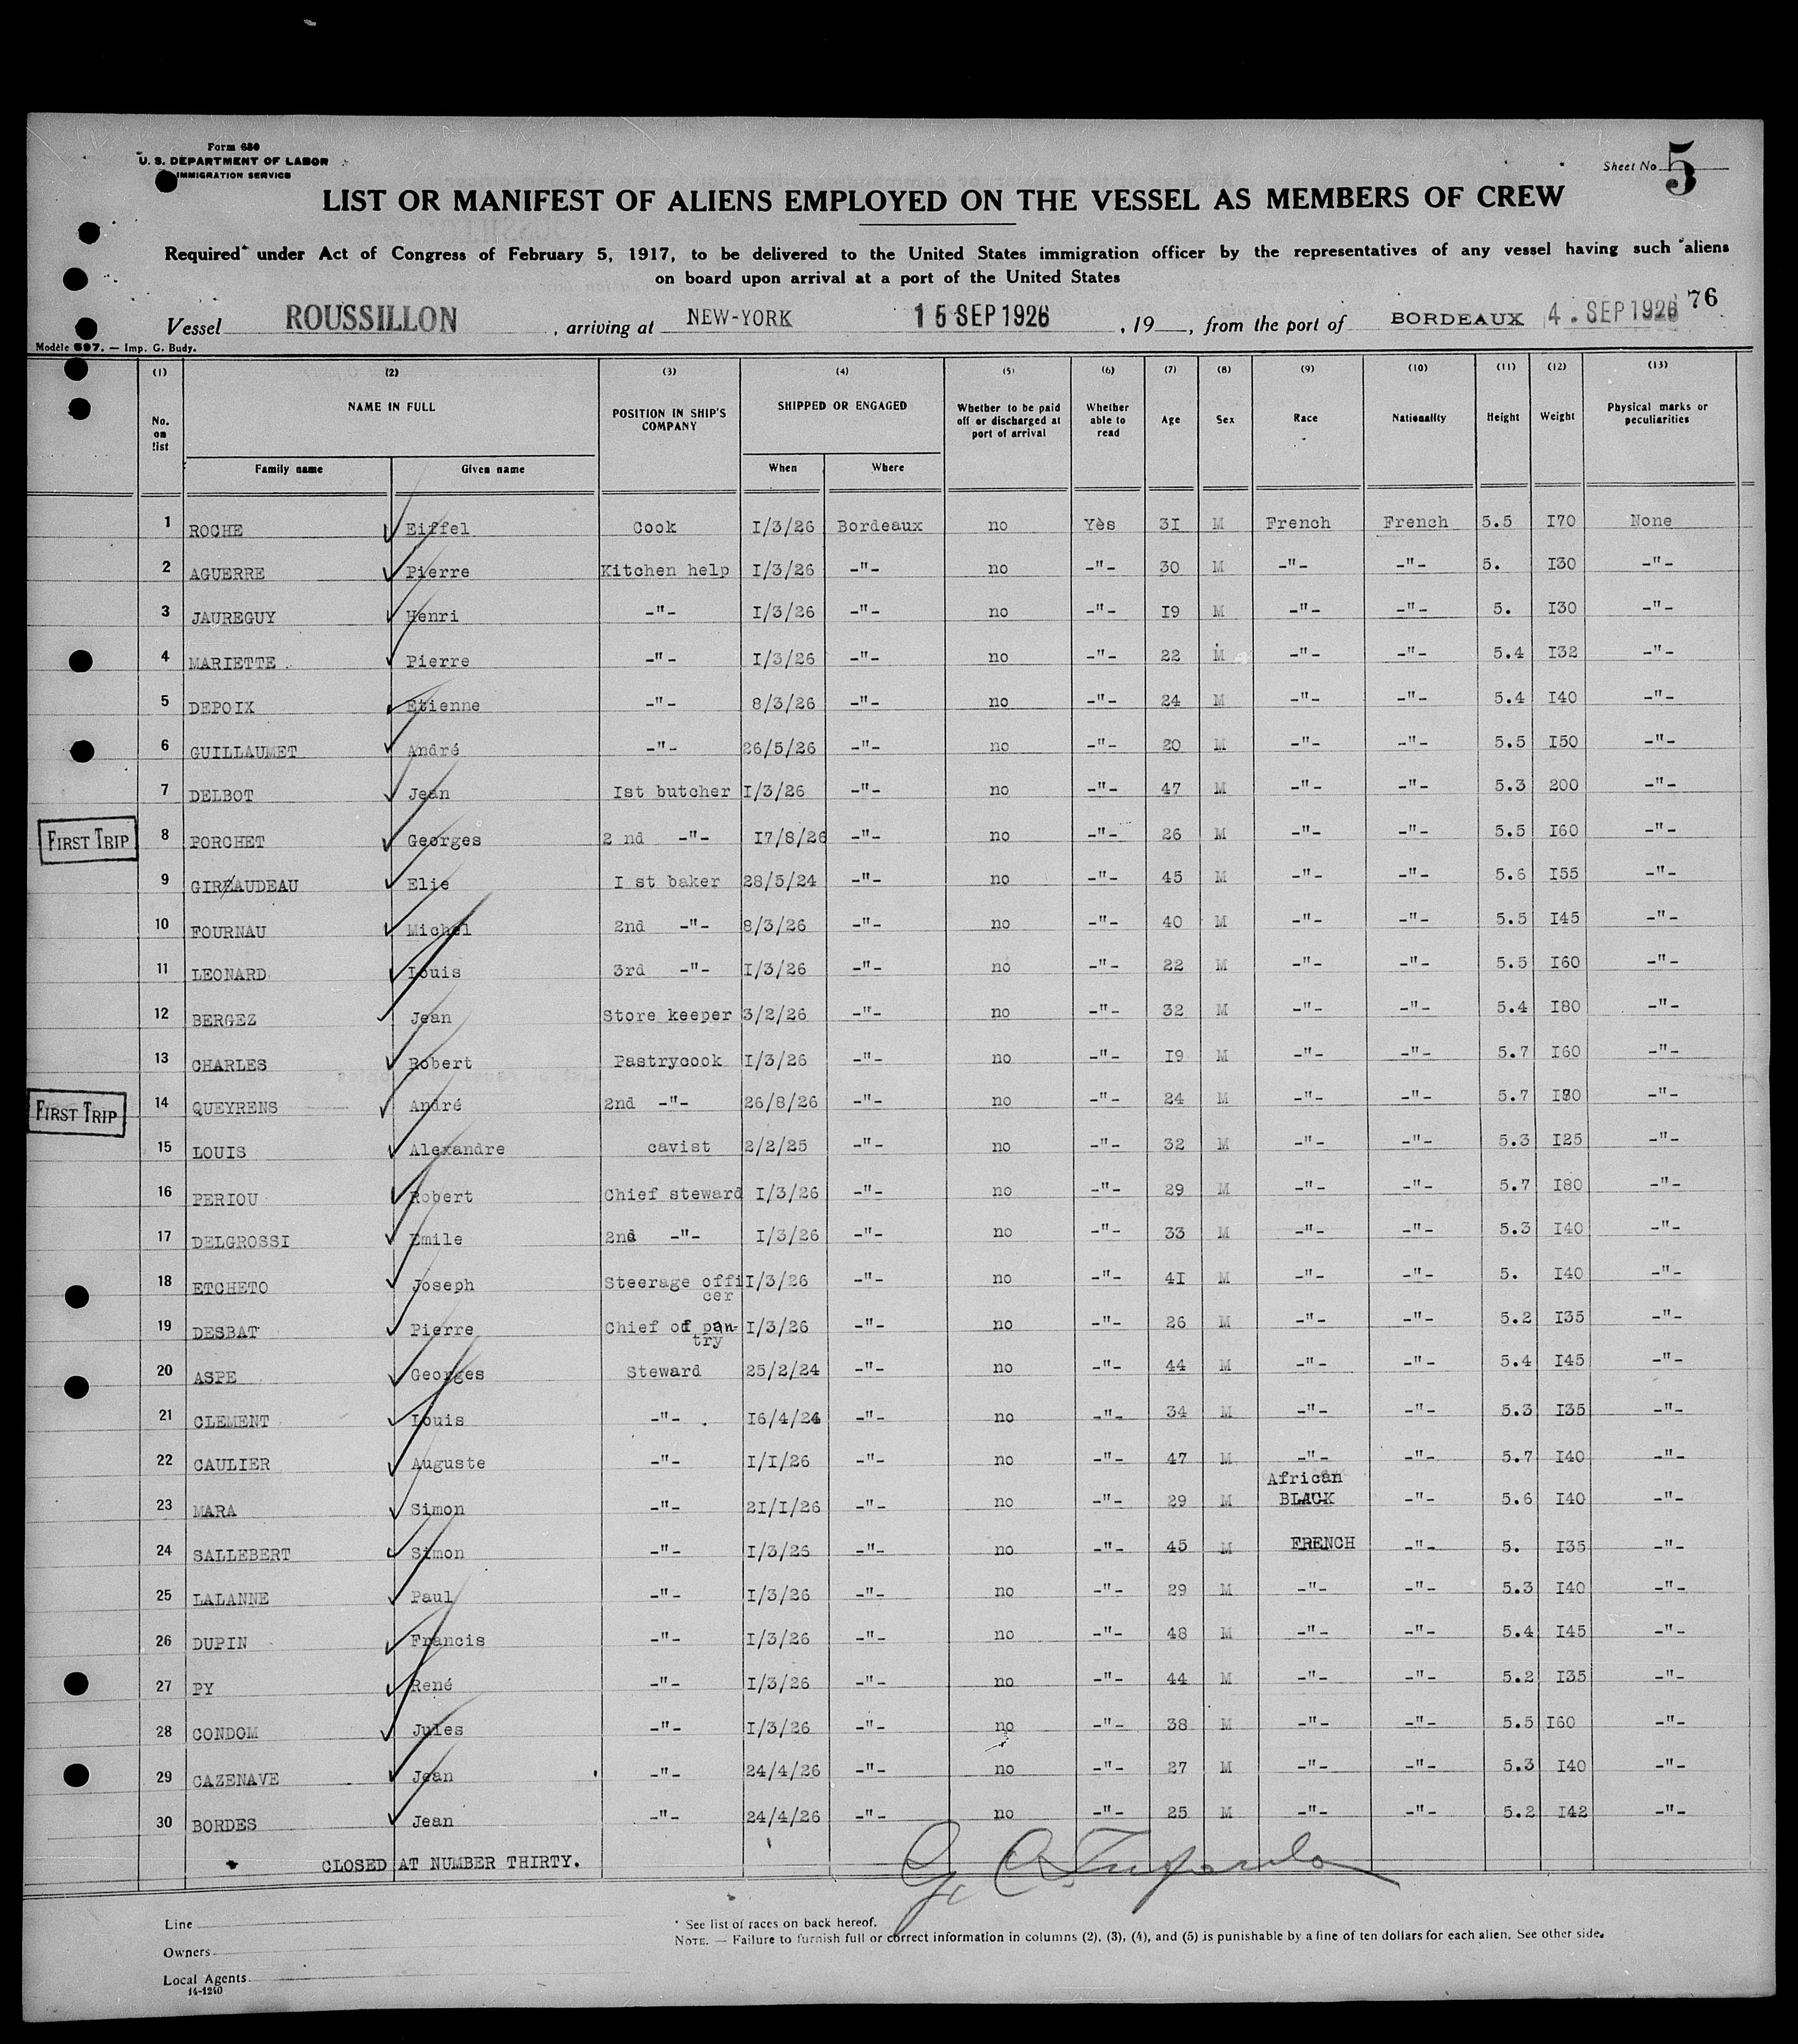 Form 680
U. S. DEPARTMENT OF LABOR
IMMIGRATION SERVICE
Sheet No 5
LIST OR MANIFEST OF ALIENS EMPLOYED ON THE VESSEL AS MEMBERS OF CREW
Required under Act of Congress of February 5, 1917, to be delivered to the United States immigration officer by the representatives of any vessel having such aliens
on board upon arrival at a port of the United States
76
Vessel ROUSSILLON, arriving at NEW-YORK 15 SEP 1926, 19, from the port of BORDEAUX 4. SEP 1926
Modèle 597. — Imp. G. Budy.
(1) (2) (3) (4) (5) (6) (7) (8) (9) (10) (11) (12) (13)
No. on list NAME IN FULL POSITION IN SHIP'S COMPANY SHIPPED OR ENGAGED Whether to be paid off or discharged at port of arrival Whether able to read Age Sex Race Nationality Height Weight Physical marks or peculiarities
Family name Given name When Where
1 ROCHE Eiffel Cook I/3/26 Bordeaux no Yès 3I M French French 5.5 I70 None
2 AGUERRE Pierre Kitchen help I/3/26 -"- no -"- 30 M -"- -"- 5. I30 -"-
3 JAUREGUY Henri -"- I/3/26 -"- no -"- I9 M -"- -"- 5. I30 -"-
4 MARIETTE Pierre -"- I/3/26 -"- no -"- 22 M -"- -"- 5.4 I32 -"-
5 DEPOIX Etienne -"- 8/3/26 -"- no -"- 24 M -"- -"- 5.4 I40 -"-
6 GUILLAUMET André -"- 26/5/26 -"- no -"- 20 M -"- -"- 5.5 I50 -"-
7 DELBOT Jean Ist butcher I/3/26 -"- no -"- 47 M -"- -"- 5.3 200 -"-
FIRST TRIP 8 PORCHET Georges 2 nd -"- I7/8/26 -"- no -"- 26 M -"- -"- 5.5 I60 -"-
9 GIREAUDEAU Elie I st baker 28/5/24 -"- no -"- 45 M -"- -"- 5.6 I55 -"-
10 FOURNAU Michel 2nd -"- 8/3/26 -"- no -"- 40 M -"- -"- 5.5 I45 -"-
11 LEONARD Louis 3rd -"- I/3/26 -"- no -"- 22 M -"- -"- 5.5 I60 -"-
12 BERGEZ Jean Store keeper 3/2/26 -"- no -"- 32 M -"- -"- 5.4 I80 -"-
13 CHARLES Robert Pastrycook I/3/26 -"- no -"- I9 M -"- -"- 5.7 I60 -"-
FIRST TRIP 14 QUEYRENS André 2nd -"- 26/8/26 -"- no -"- 24 M -"- -"- 5.7 -"-
15 LOUIS Alexandre cavist 2/2/25 -"- no -"- 32 M -"- -"- 5.3 I25 -"-
16 PERIOU Robert Chief steward I/3/26 -"- no -"- 29 M -"- -"- 5.7 I80 -"-
17 DELGROSSI Emile 2nd -"- I/3/26 -"- no -"- 33 M -"- -"- 5.3 I40 -"-
18 ETCHETO Joseph Steerage offi I/3/26 -"- no -"- 4I M -"- -"- 5. I40 -"-
cer
19 DESBAT Pierre Chief of pan- I/3/26 -"- no -"- 26 M -"- -"- 5.2 I35 -"-
try
20 ASPE Georges Steward 25/2/24 -"- no -"- 44 M -"- -"- 5.4 I45 -"-
21 CLEMENT Louis -"- I6/4/24 -"- no -"- 34 M -"- -"- 5.3 I35 -"-
22 CAULIER Auguste -"- I/I/26 -"- no -"- 47 M -"- -"- 5.7 I40 -"-
African
23 MARA Simon -"- 2I/I/26 -"- no -"- 29 M BLACK -"- 5.6 I40 -"-
24 SALLEBERT Simon -"- I/3/26 -"- no -"- 45 M FRENCH -"- 5. I35 -"-
25 LALANNE Paul -"- I/3/26 -"- no -"- 29 M -"- -"- 5.3 I40 -"-
26 DUPIN Francis -"- I/3/26 -"- no -"- 48 M -"- -"- 5.4 I45 -"-
27 PY René -"- I/3/26 -"- no -"- 44 M -"- -"- 5.2 I35 -"-
28 CONDOM Jules -"- I/3/26 -"- no -"- 38 M -"- -"- 5.5 I60 -"-
29 CAZENAVE Jean -"- 24/4/26 -"- no -"- 27 M -"- -"- 5.3 I40 -"-
30 BORDES Jean -"- 24/4/26 -"- no -"- 25 M -"- -"- 5.2 I42 -"-
CLOSED AT NUMBER THIRTY.
Line
Owners
Local Agents
14-1240
* See list of races on back hereof.
NOTE. — Failure to furnish full or correct information in columns (2), (3), (4), and (5) is punishable by a fine of ten dollars for each alien. See other side.